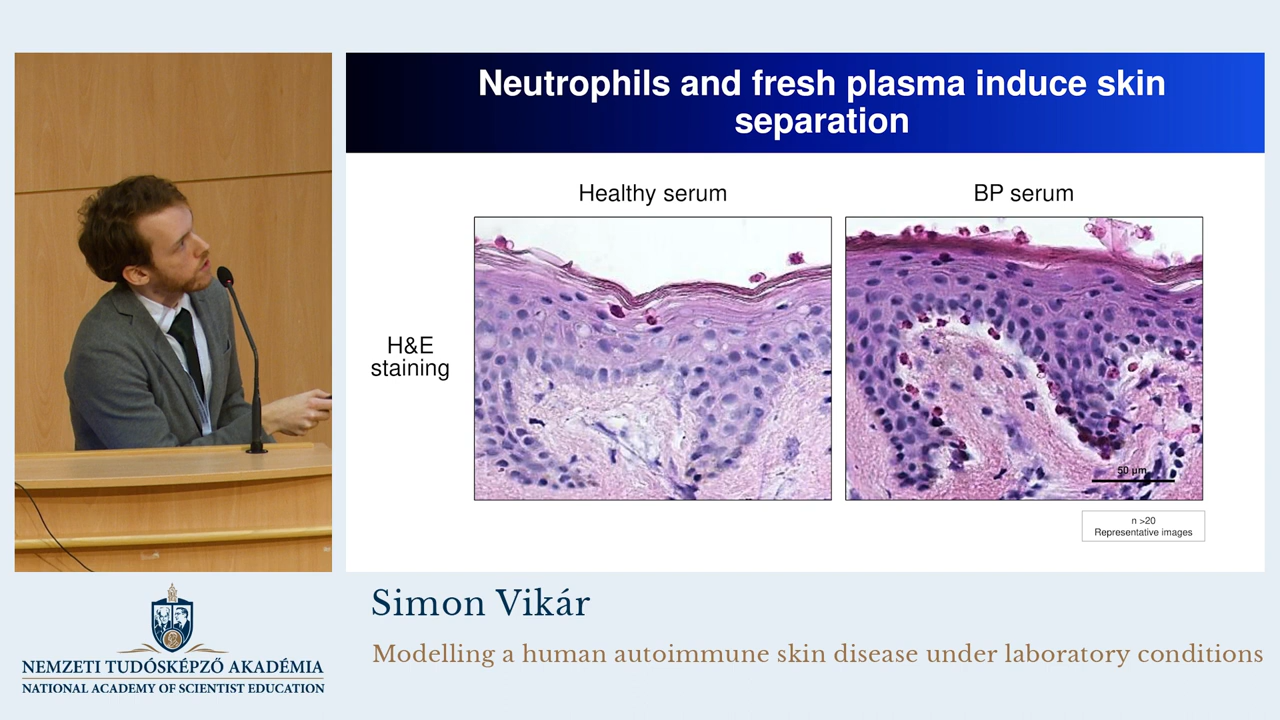 Neutrophils and fresh plasma induce skin
separation
Healthy serum
BP serum
H&E
staining
50 µm
n >20
Representative images
Simon Vikár
Modelling a human autoimmune skin disease under laboratory conditions
NEMZETI TUDÓSKÉPZŐ AKADÉMIA
NATIONAL ACADEMY OF SCIENTIST EDUCATION